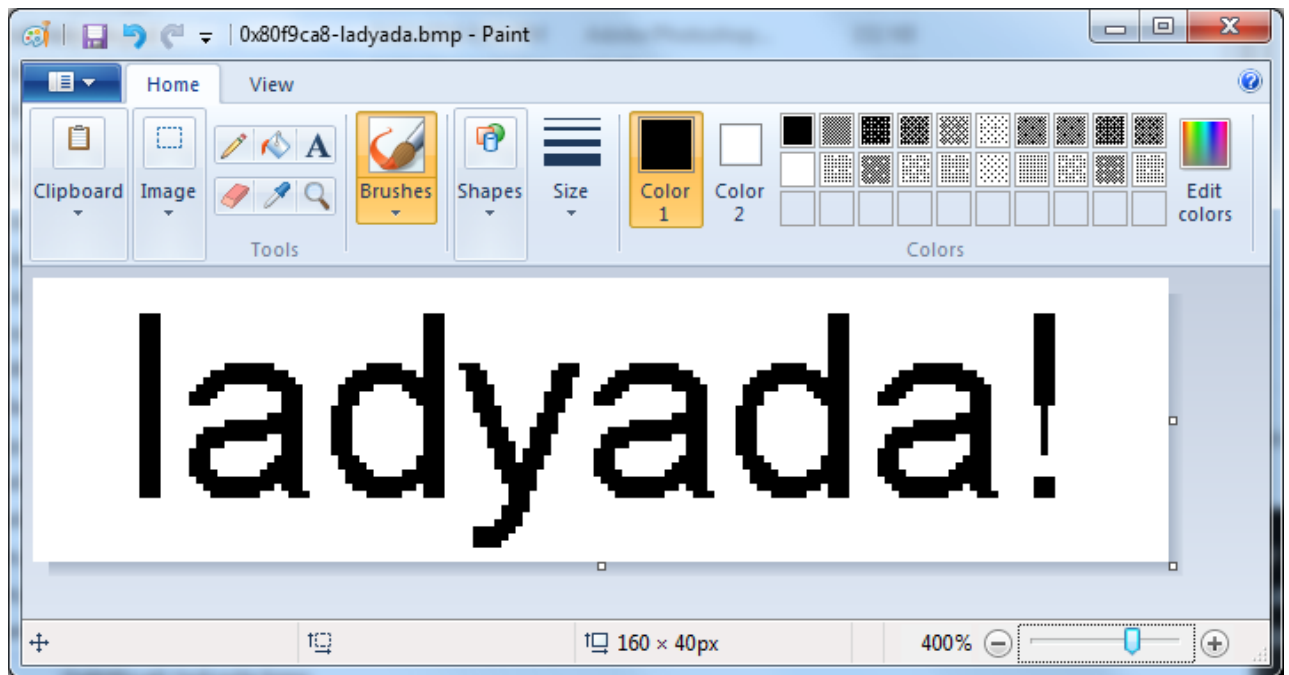 0x80f9ca8-ladyada.bmp - Paint
Home View
Clipboard Image Brushes Shapes Size Color 1 Color 2 Edit colors
Tools Colors
ladyada!
160 × 40px 400%